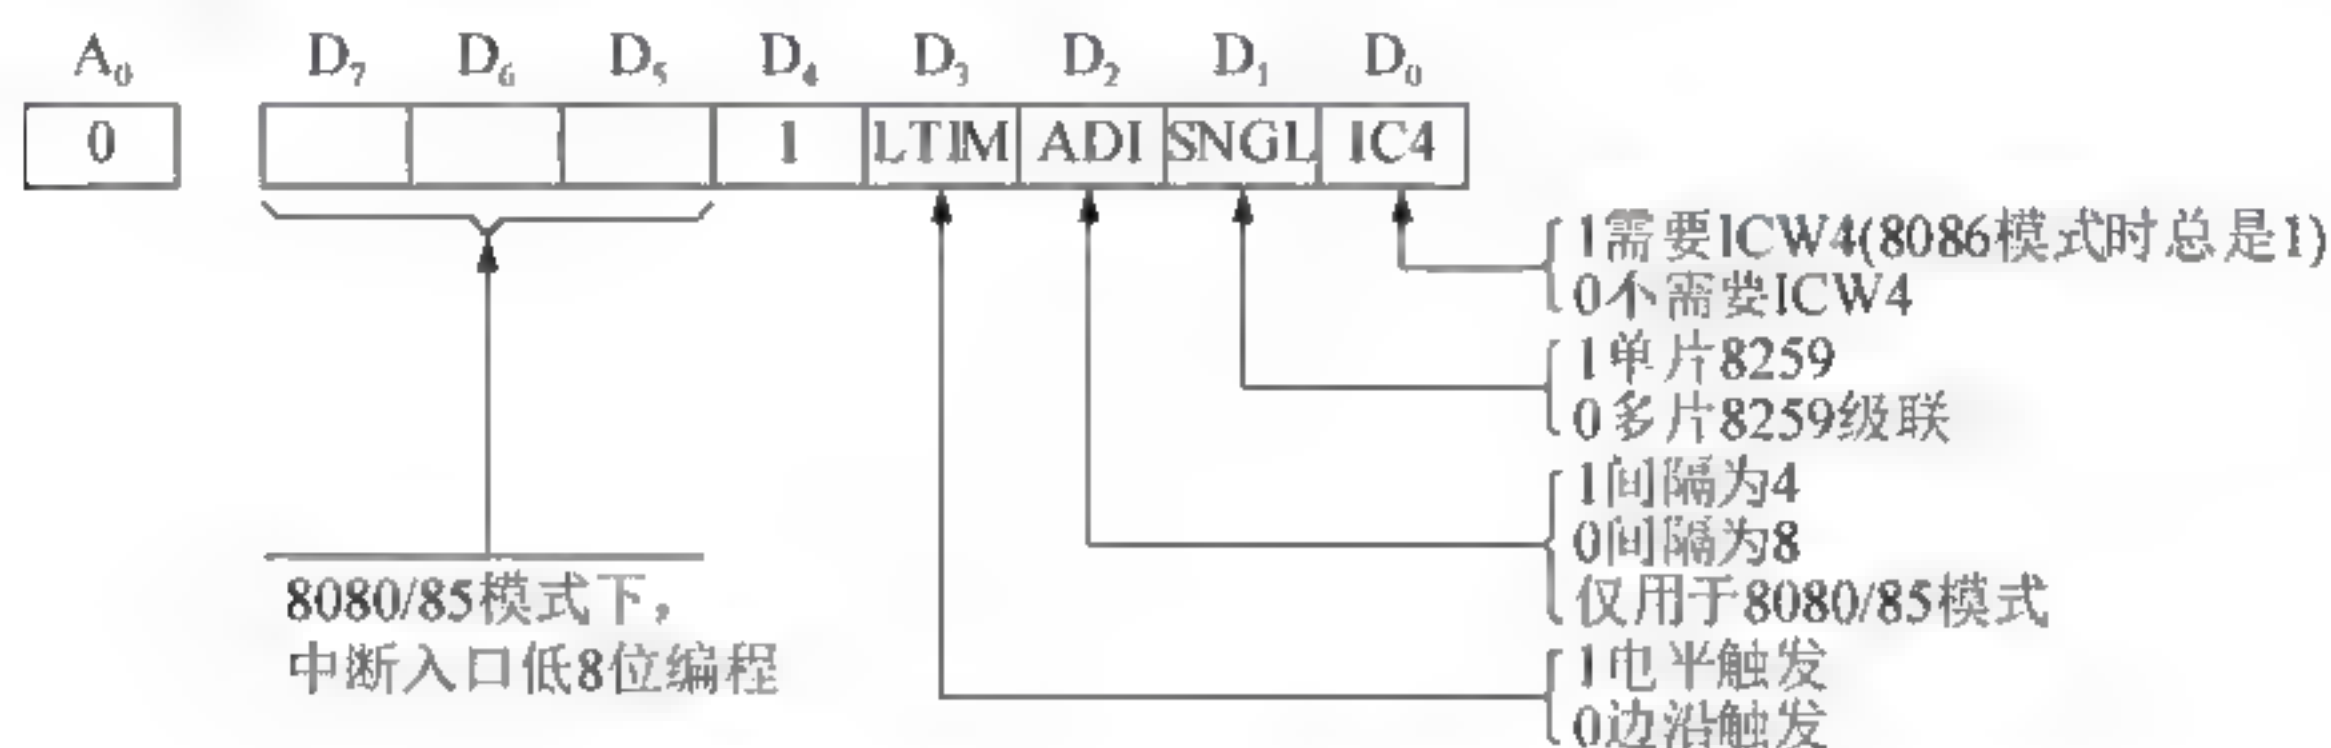 A₀ D₇ D₆ D₅ D₄ D₃ D₂ D₁ D₀
0 1 LTIM ADI SNGL IC4
1需要ICW4(8086模式时总是1)
0不需要ICW4
1单片8259
0多片8259级联
1间隔为4
0间隔为8
仅用于8080/85模式
1电平触发
0边沿触发
8080/85模式下，
中断入口低8位编程